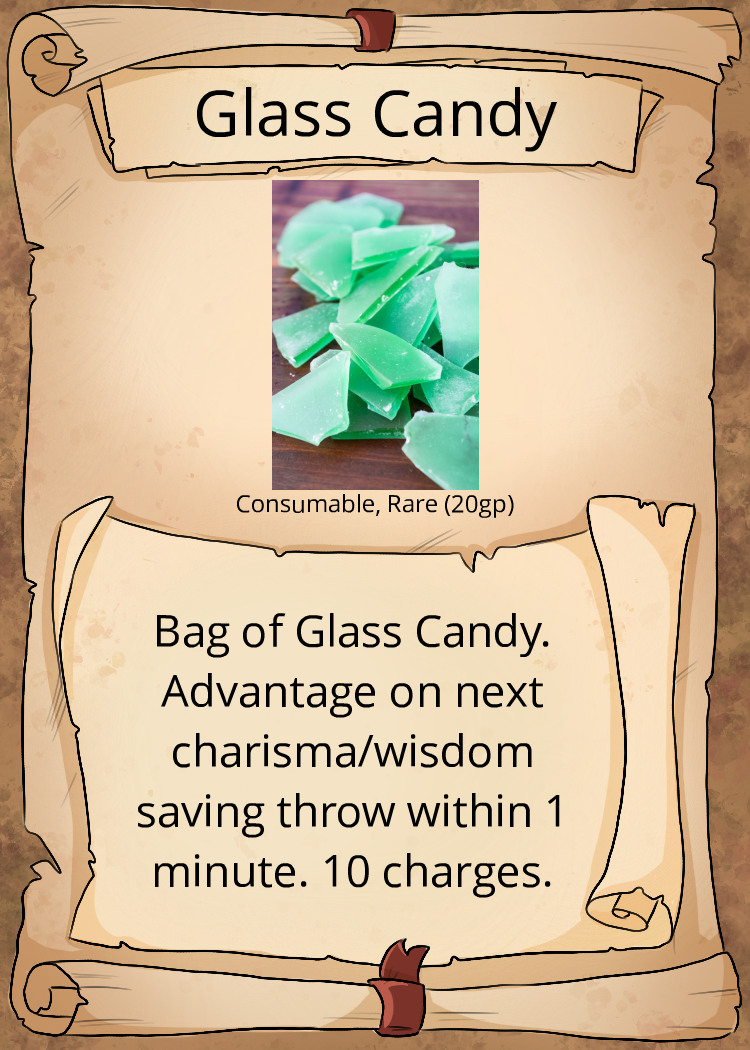 Glass Candy
Consumable, Rare (20gp)
Bag of Glass Candy.
Advantage on next
charisma/wisdom
saving throw within 1
minute. 10 charges.